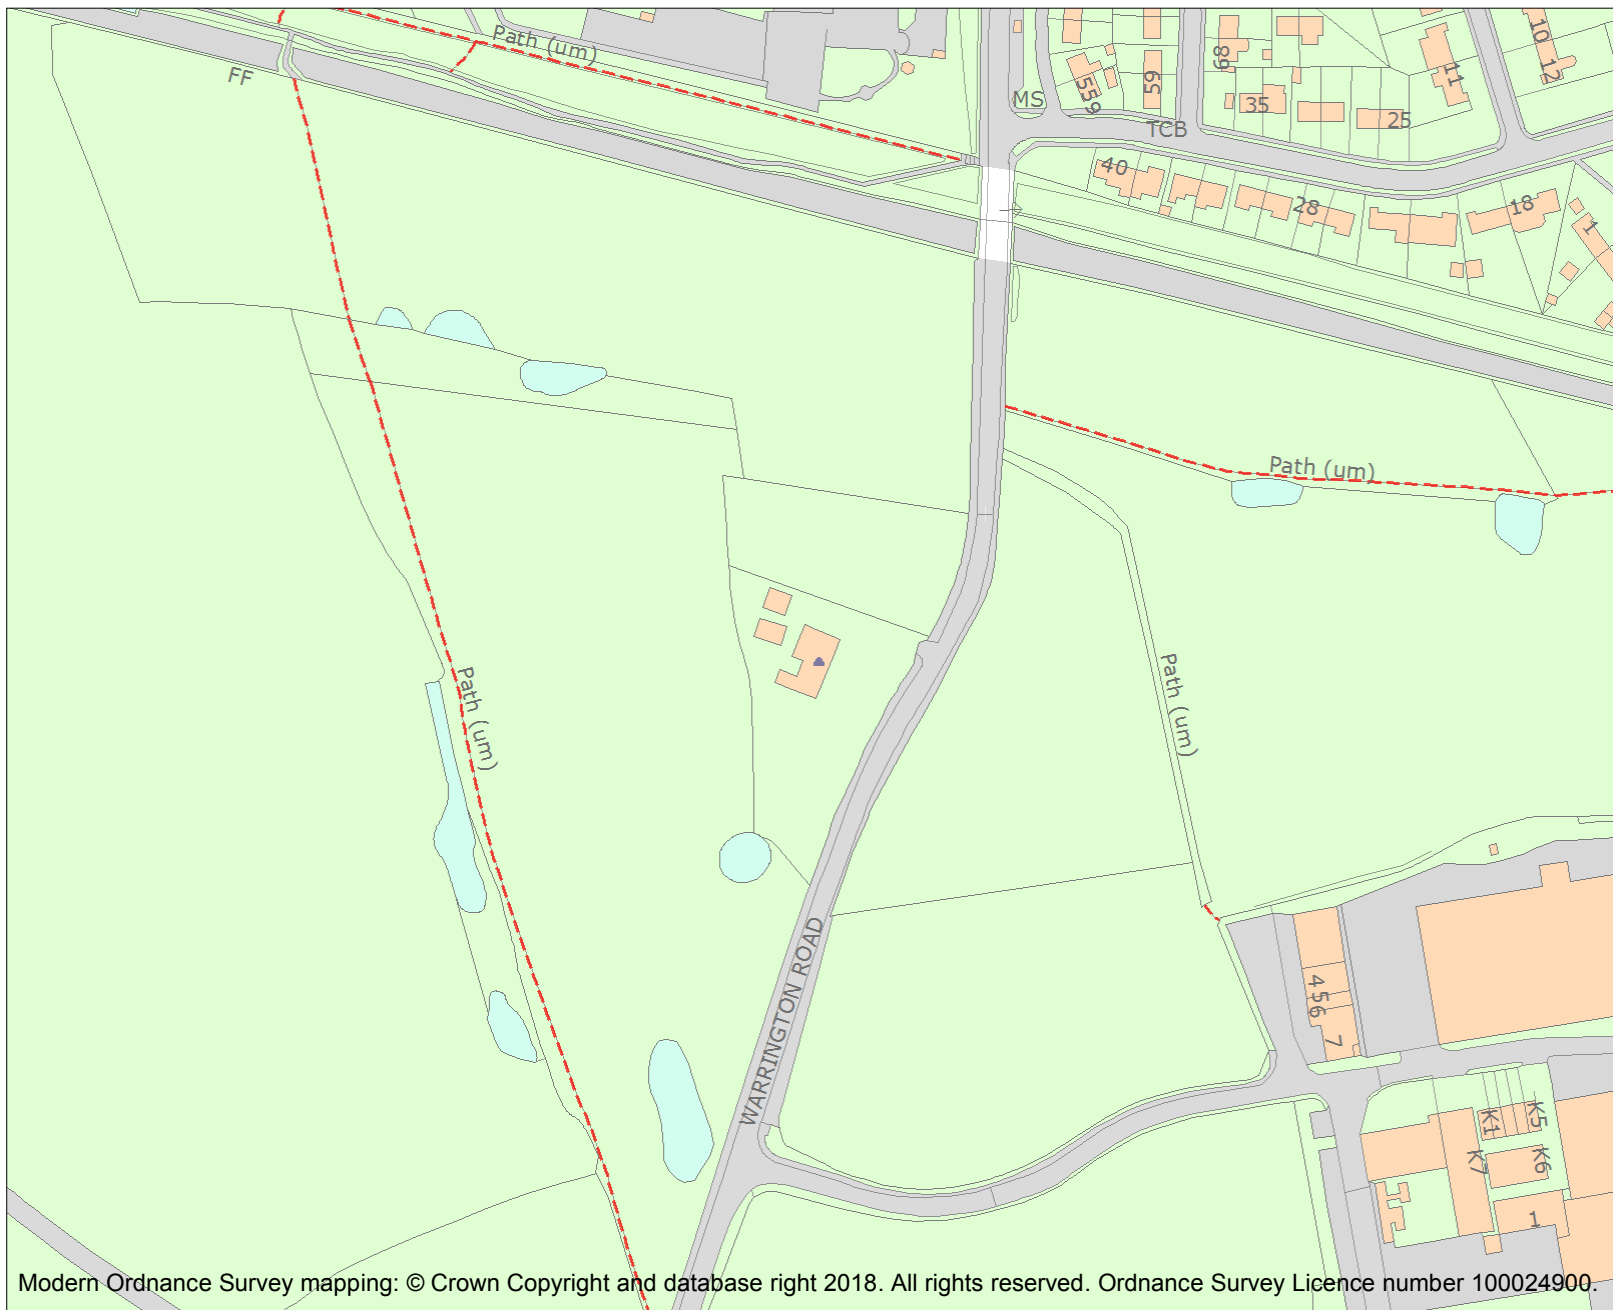 Path (um)
FF
MS
TCB
559
59
68
35
25
11
10
12
40
28
18
1
Path (um)
Path (um)
Path (um)
WARRINGTON ROAD
4
5
6
7
K1
K5
K7
K6
1
Modern Ordnance Survey mapping: © Crown Copyright and database right 2018. All rights reserved. Ordnance Survey Licence number 100024900.